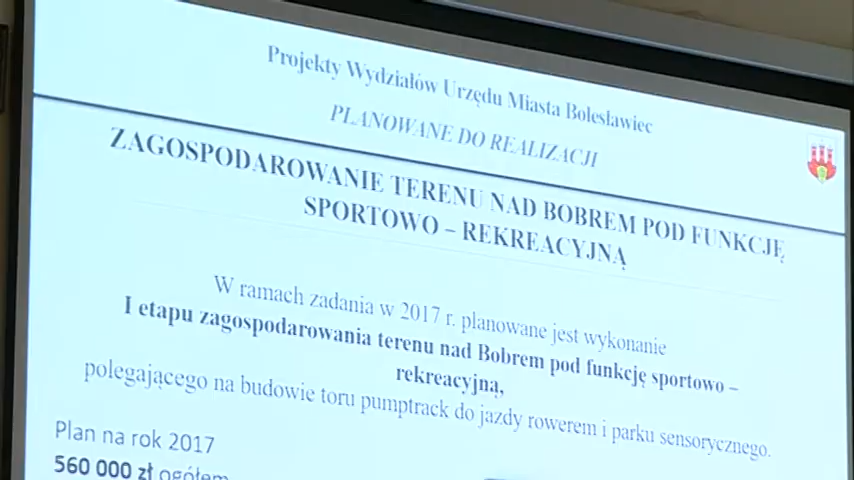 Projekty Wydziałów Urzędu Miasta Bolesławiec
PLANOWANE DO REALIZACJI
ZAGOSPODAROWANIE TERENU NAD BOBREM POD FUNKCJĘ
SPORTOWO – REKREACYJNĄ
W ramach zadania w 2017 r. planowane jest wykonanie
I etapu zagospodarowania terenu nad Bobrem pod funkcję sportowo –
rekreacyjną,
polegającego na budowie toru pumptrack do jazdy rowerem i parku sensorycznego.
Plan na rok 2017
560 000 zł ogółem